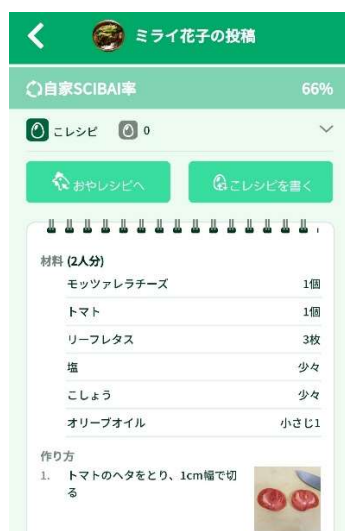 ミライ花子の投稿
自家SCIBAI率 66%
こレシピ 0
おやレシピへ こレシピを書く
材料 (2人分)
モッツァレラチーズ 1個
トマト 1個
リーフレタス 3枚
塩 少々
こしょう 少々
オリーブオイル 小さじ1
作り方
1. トマトのヘタをとり、1cm幅で切
る